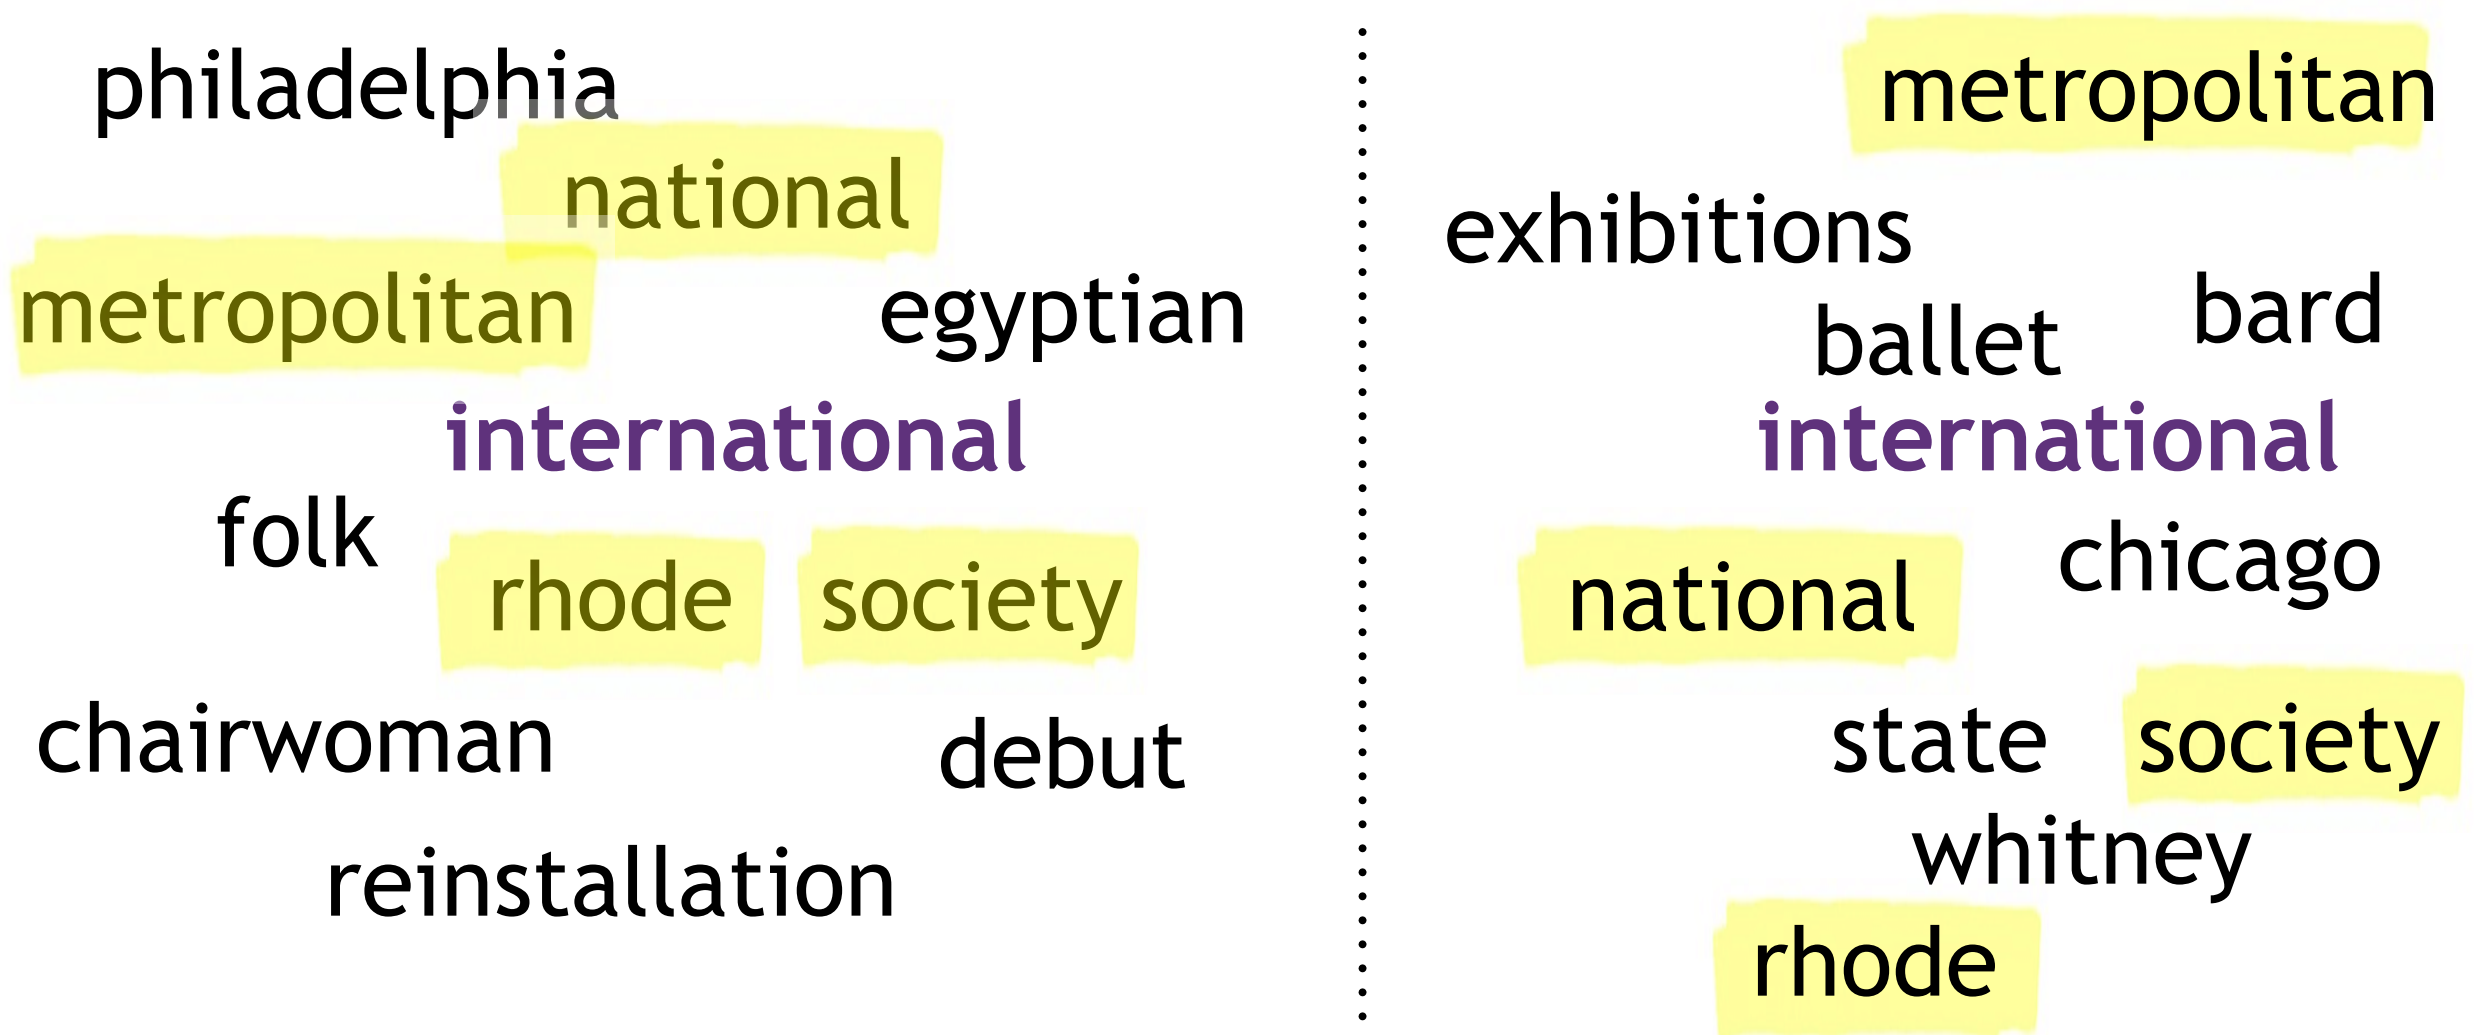 philadelphia
national
metropolitan
egyptian
international
folk
rhode
society
chairwoman
debut
reinstallation
metropolitan
exhibitions
bard
ballet
international
chicago
national
state
society
whitney
rhode